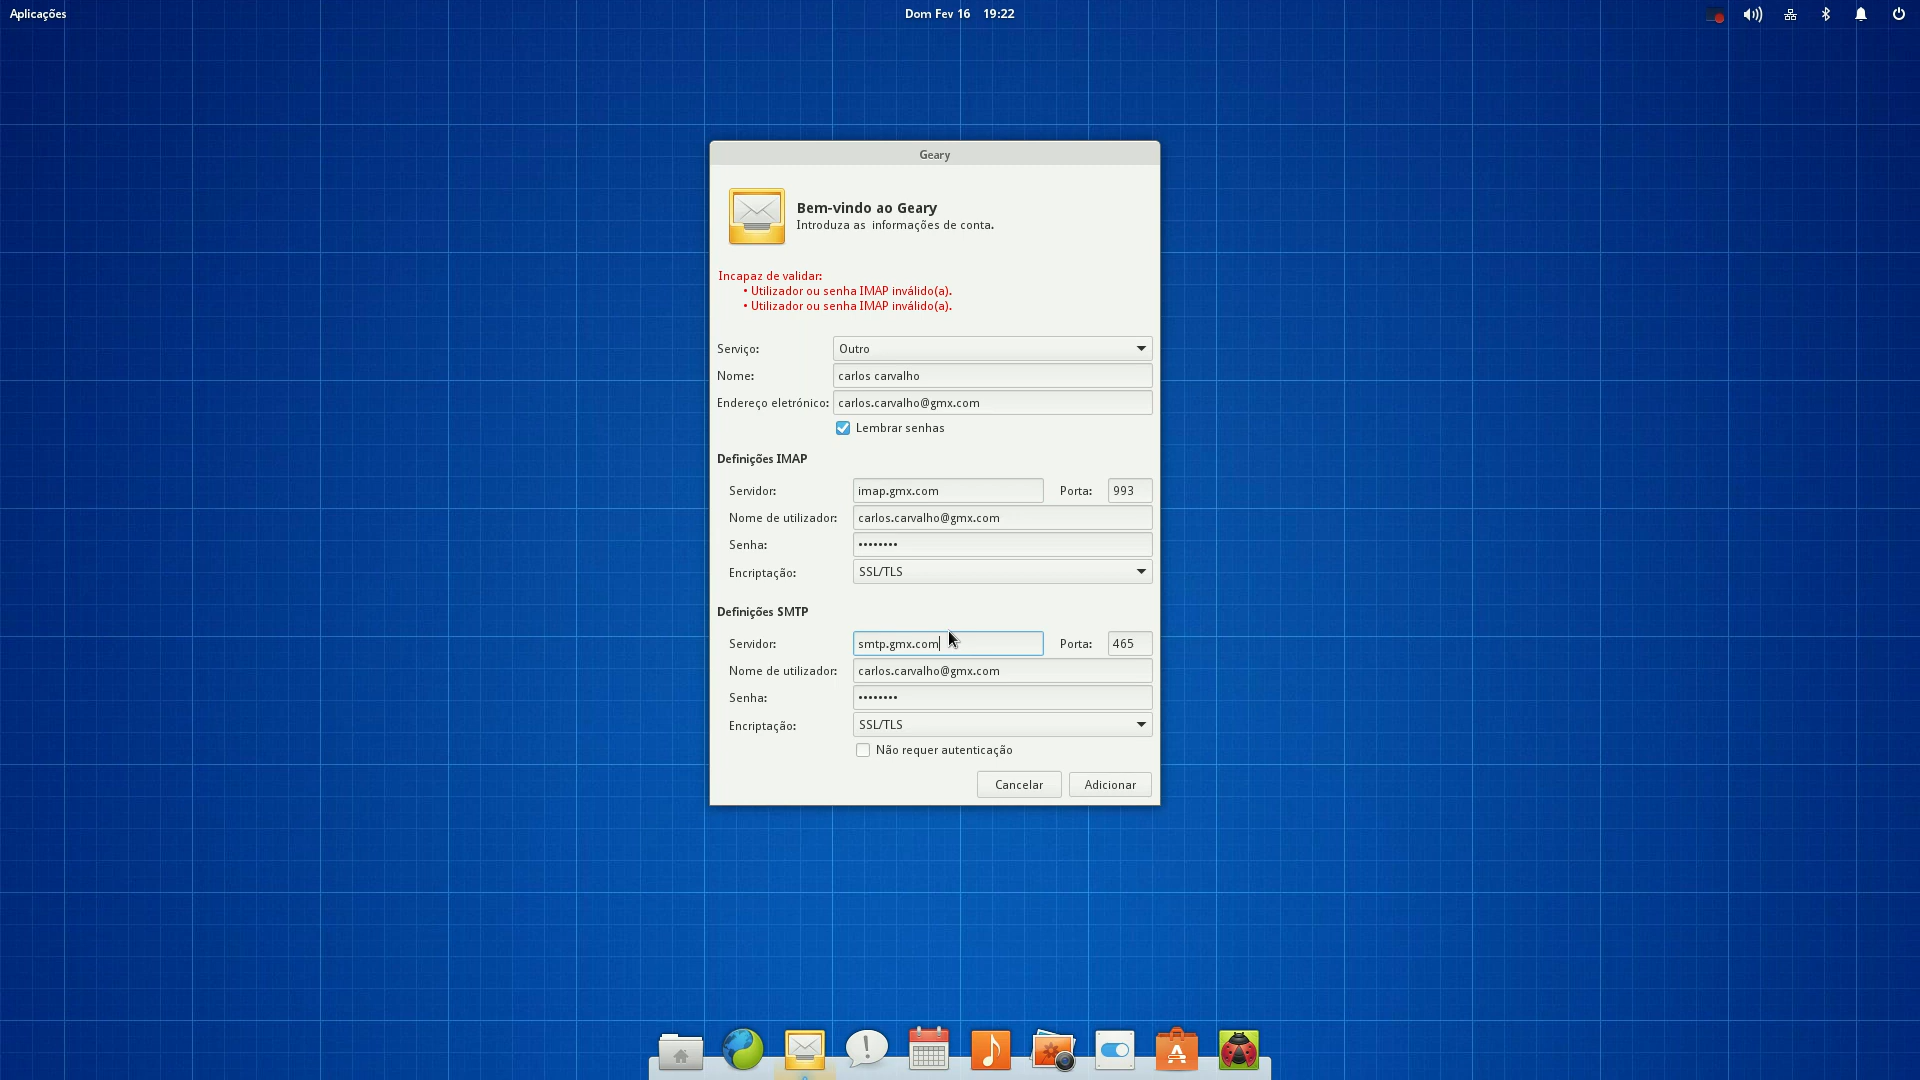 Aplicações
Dom Fev 16 19:22
Geary
Bem-vindo ao Geary
Introduza as informações de conta.
Incapaz de validar:
• Utilizador ou senha IMAP inválido(a).
• Utilizador ou senha IMAP inválido(a).
Serviço: Outro
Nome: carlos carvalho
Endereço eletrónico: carlos.carvalho@gmx.com
Lembrar senhas
Definições IMAP
Servidor: imap.gmx.com Porta: 993
Nome de utilizador: carlos.carvalho@gmx.com
Senha: ••••••••
Encriptação: SSL/TLS
Definições SMTP
Servidor: smtp.gmx.com Porta: 465
Nome de utilizador: carlos.carvalho@gmx.com
Senha: ••••••••
Encriptação: SSL/TLS
Não requer autenticação
Cancelar Adicionar